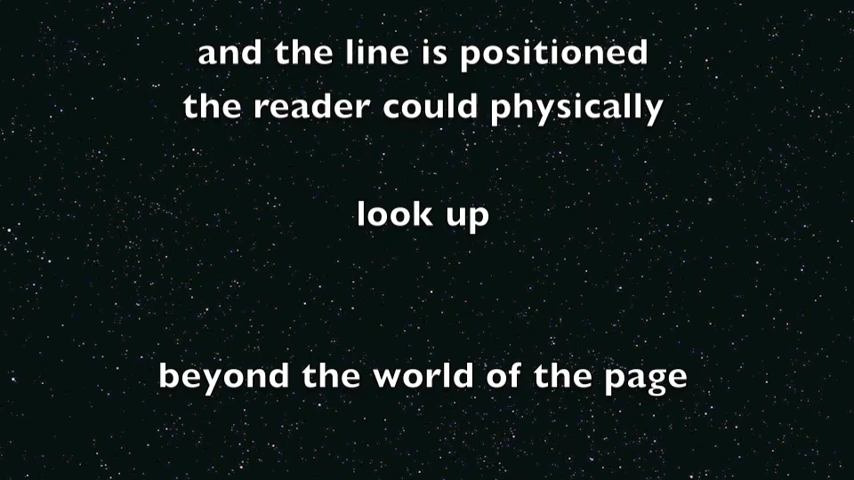 and the line is positioned
the reader could physically
look up
beyond the world of the page